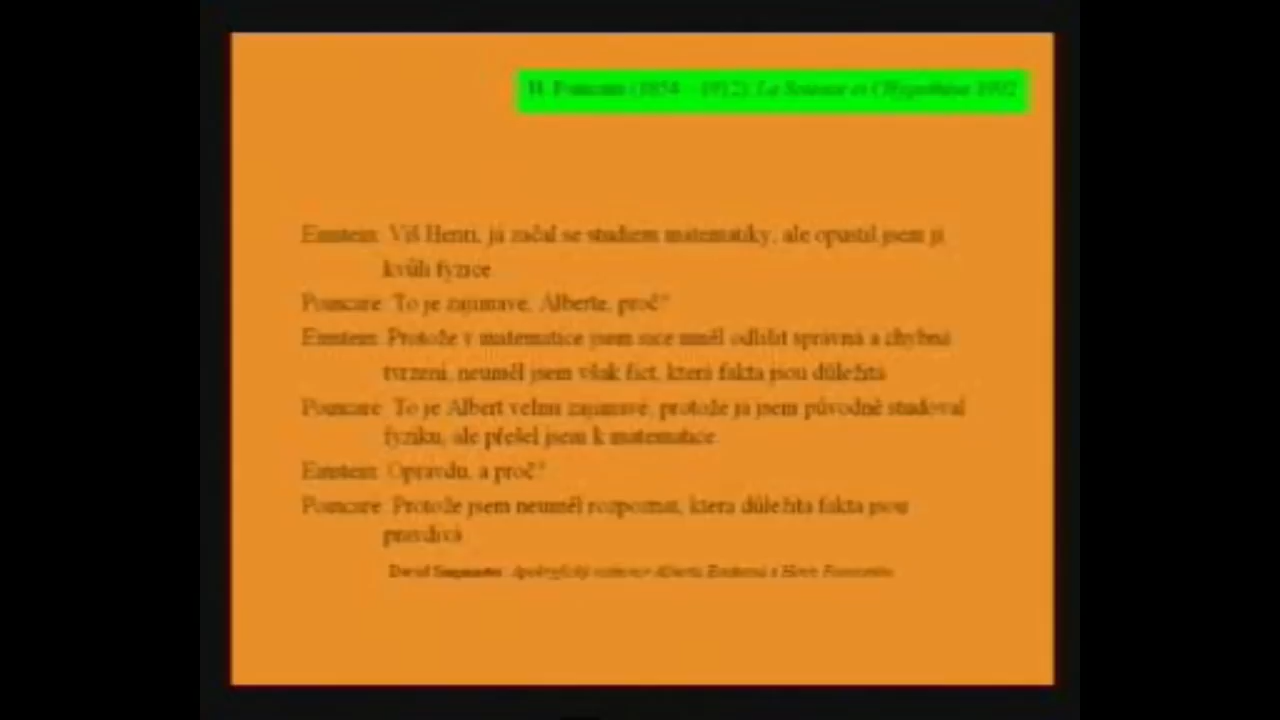 H. Poincaré (1854 - 1912): La Science et l'Hypothèse 1902
Einstein: Víš Henri, já začal se studiem matematiky, ale opustil jsem ji
kvůli fyzice.
Poincaré: To je zajímavé, Alberte, proč?
Einstein: Protože v matematice jsem sice uměl odlišit správná a chybná
tvrzení, neuměl jsem však říct, která fakta jsou důležitá.
Poincaré: To je Albert velmi zajímavé, protože já jsem původně studoval
fyziku, ale přešel jsem k matematice.
Einstein: Opravdu, a proč?
Poincaré: Protože jsem neuměl rozpoznat, která důležitá fakta jsou
pravdivá.
David